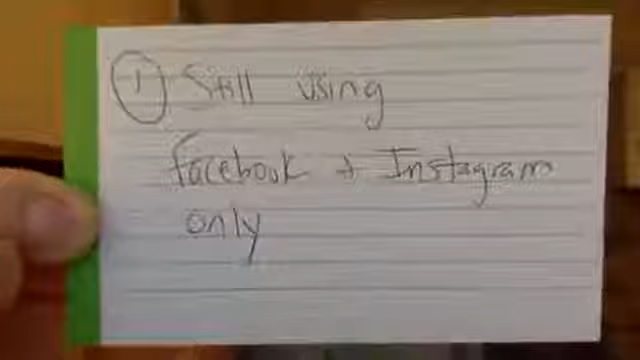 ① Still using
Facebook + Instagram
only